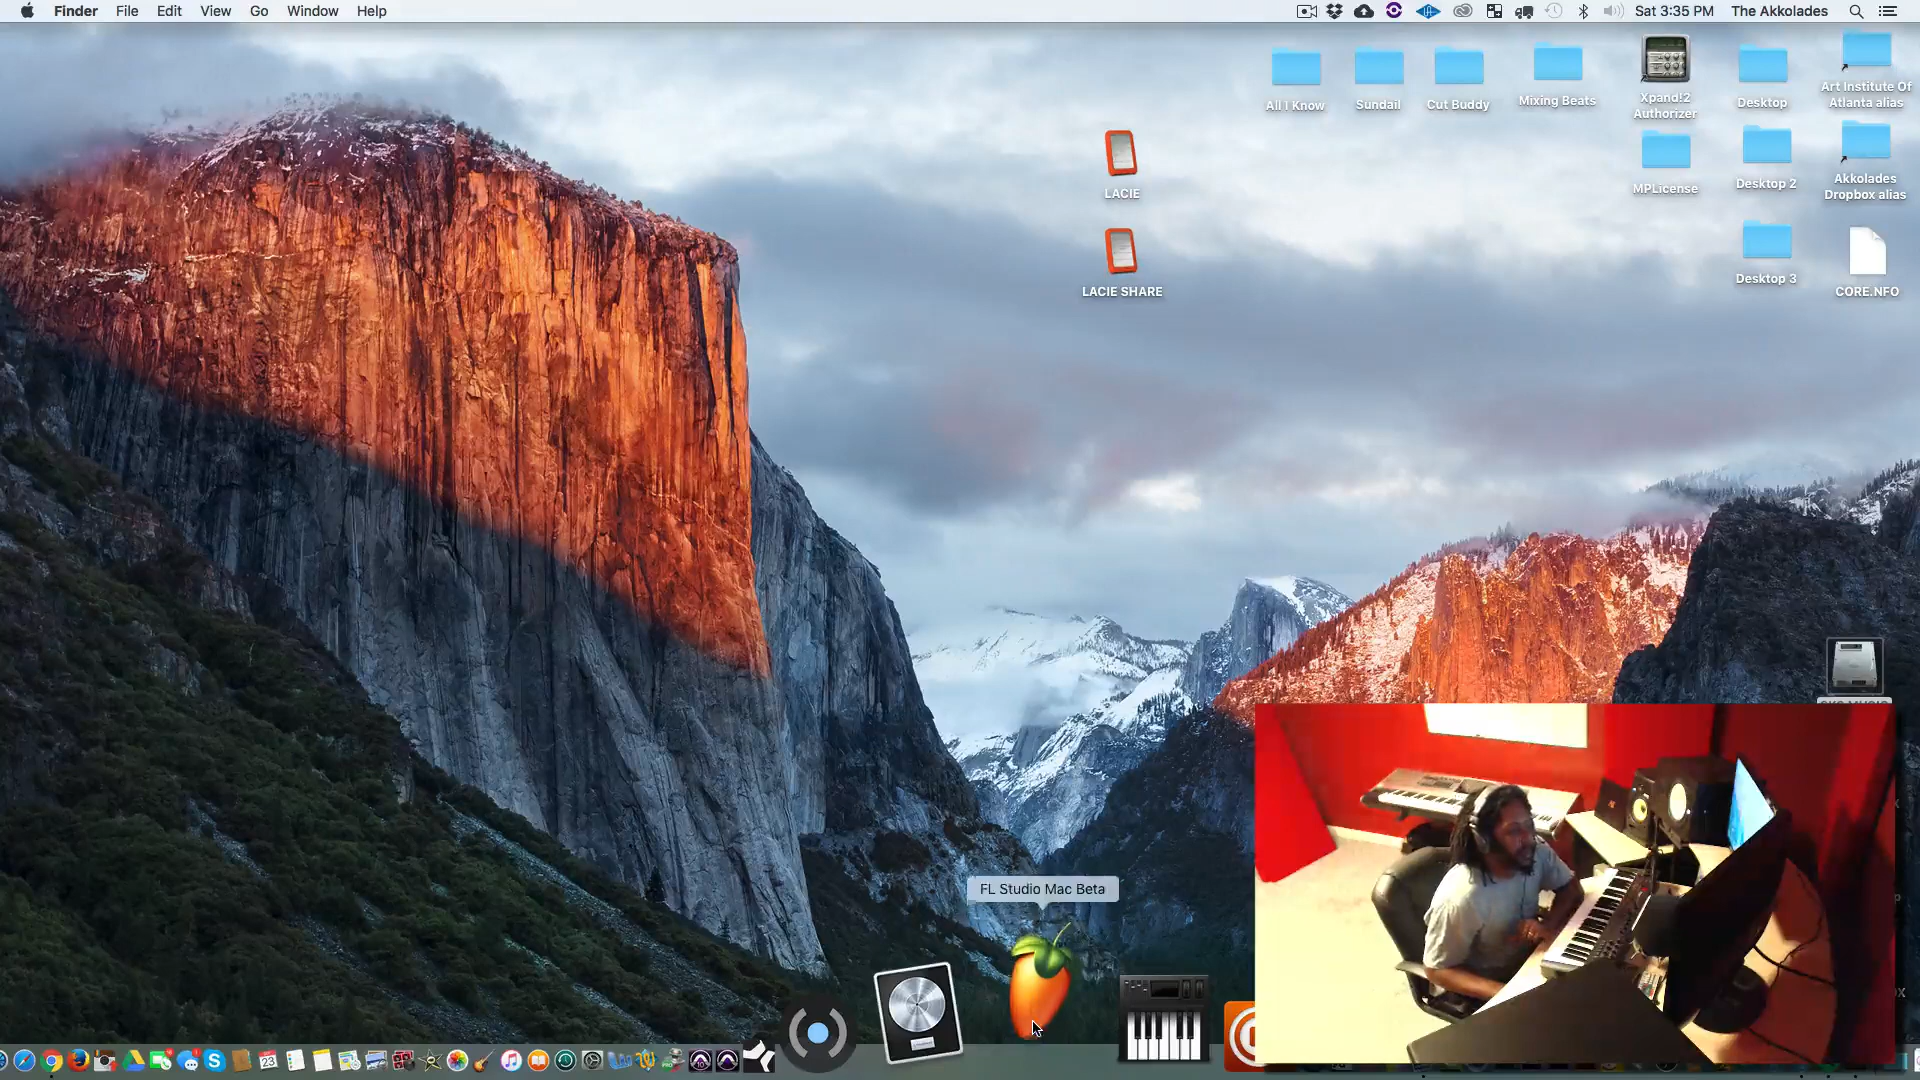 Finder File Edit View Go Window Help
Sat 3:35 PM The Akkolades
All I Know
Sundail
Cut Buddy
Mixing Beats
Xpand!2
Authorizer
Desktop
Art Institute Of
Atlanta alias
LACIE
MPLicense
Desktop 2
Akkolades
Dropbox alias
LACIE SHARE
Desktop 3
CORE.NFO
FL Studio Mac Beta
23